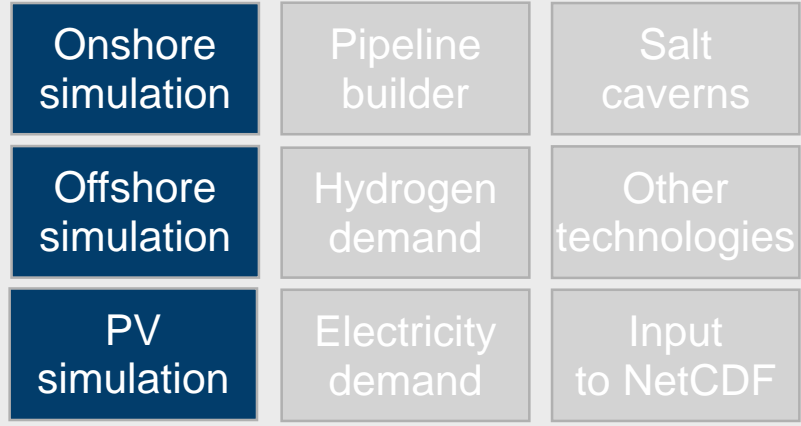 Onshore
simulation
Pipeline
builder
Salt
caverns
Offshore
simulation
Hydrogen
demand
Other
technologies
PV
simulation
Electricity
demand
Input
to NetCDF